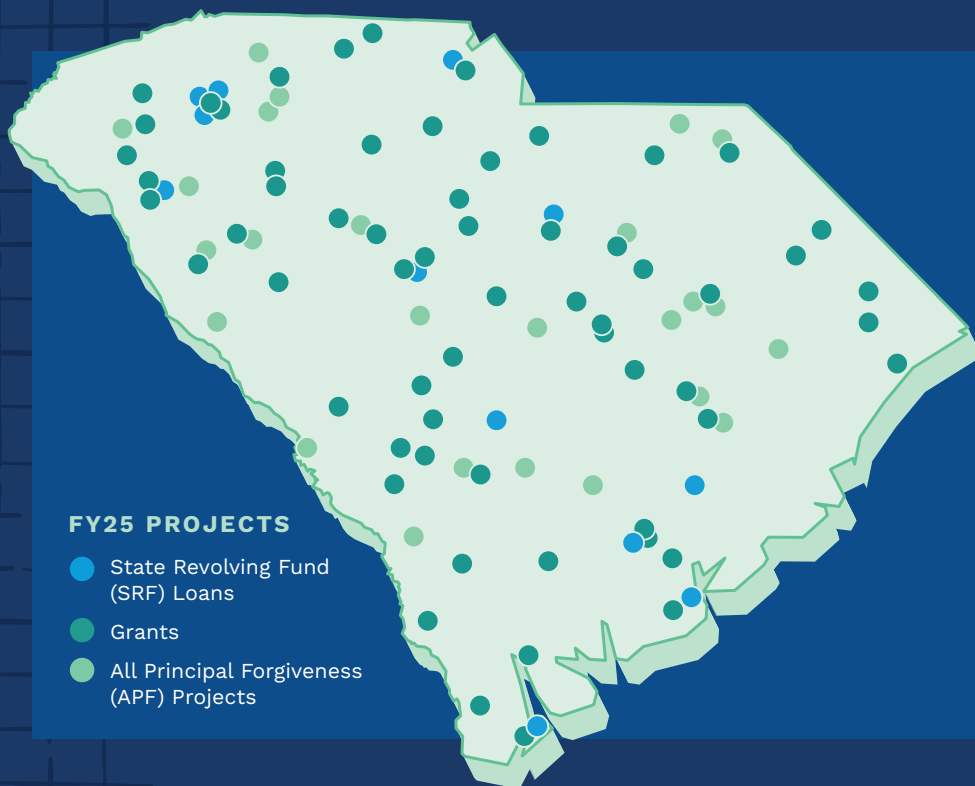 FY25 PROJECTS
State Revolving Fund
(SRF) Loans
Grants
All Principal Forgiveness
(APF) Projects